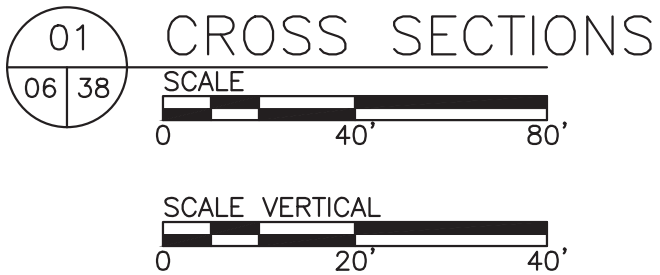 01 CROSS SECTIONS
06 38
SCALE
0 40' 80'
SCALE VERTICAL
0 20' 40'